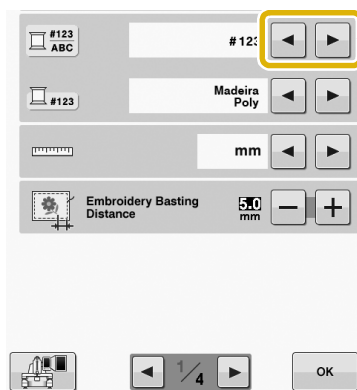 #123
ABC
#123
#123
Madeira
Poly
mm
Embroidery Basting
Distance
5.0
mm
1/4
OK